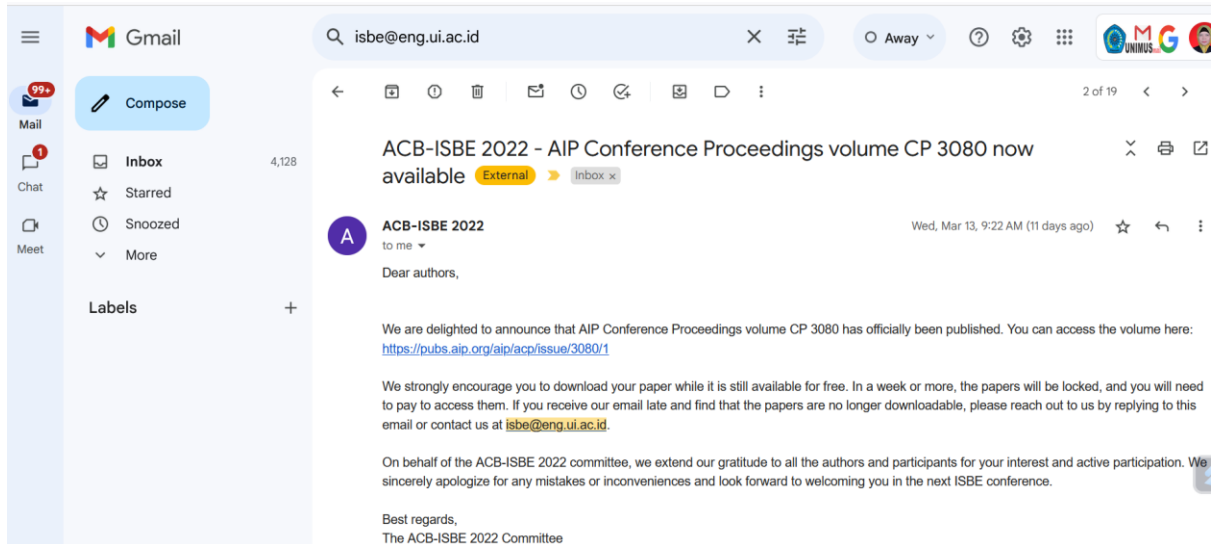 Gmail
isbe@eng.ui.ac.id
Away
UNIMUS
99+
Mail
Compose
2 of 19
1
Chat
Meet
Inbox 4,128
Starred
Snoozed
More
Labels
ACB-ISBE 2022 - AIP Conference Proceedings volume CP 3080 now
available External Inbox ×
A
ACB-ISBE 2022
Wed, Mar 13, 9:22 AM (11 days ago)
to me
Dear authors,
We are delighted to announce that AIP Conference Proceedings volume CP 3080 has officially been published. You can access the volume here:
https://pubs.aip.org/aip/acp/issue/3080/1
We strongly encourage you to download your paper while it is still available for free. In a week or more, the papers will be locked, and you will need
to pay to access them. If you receive our email late and find that the papers are no longer downloadable, please reach out to us by replying to this
email or contact us at isbe@eng.ui.ac.id.
On behalf of the ACB-ISBE 2022 committee, we extend our gratitude to all the authors and participants for your interest and active participation. We
sincerely apologize for any mistakes or inconveniences and look forward to welcoming you in the next ISBE conference.
Best regards,
The ACB-ISBE 2022 Committee